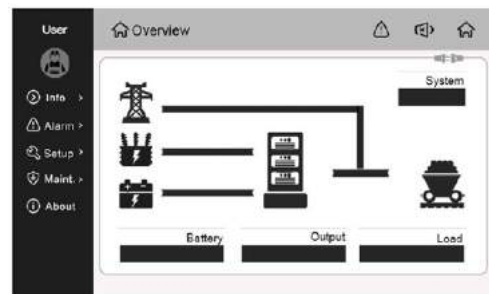 User
Overview
System
Info
Alarm
Setup
Maint.
About
Battery
Output
Load